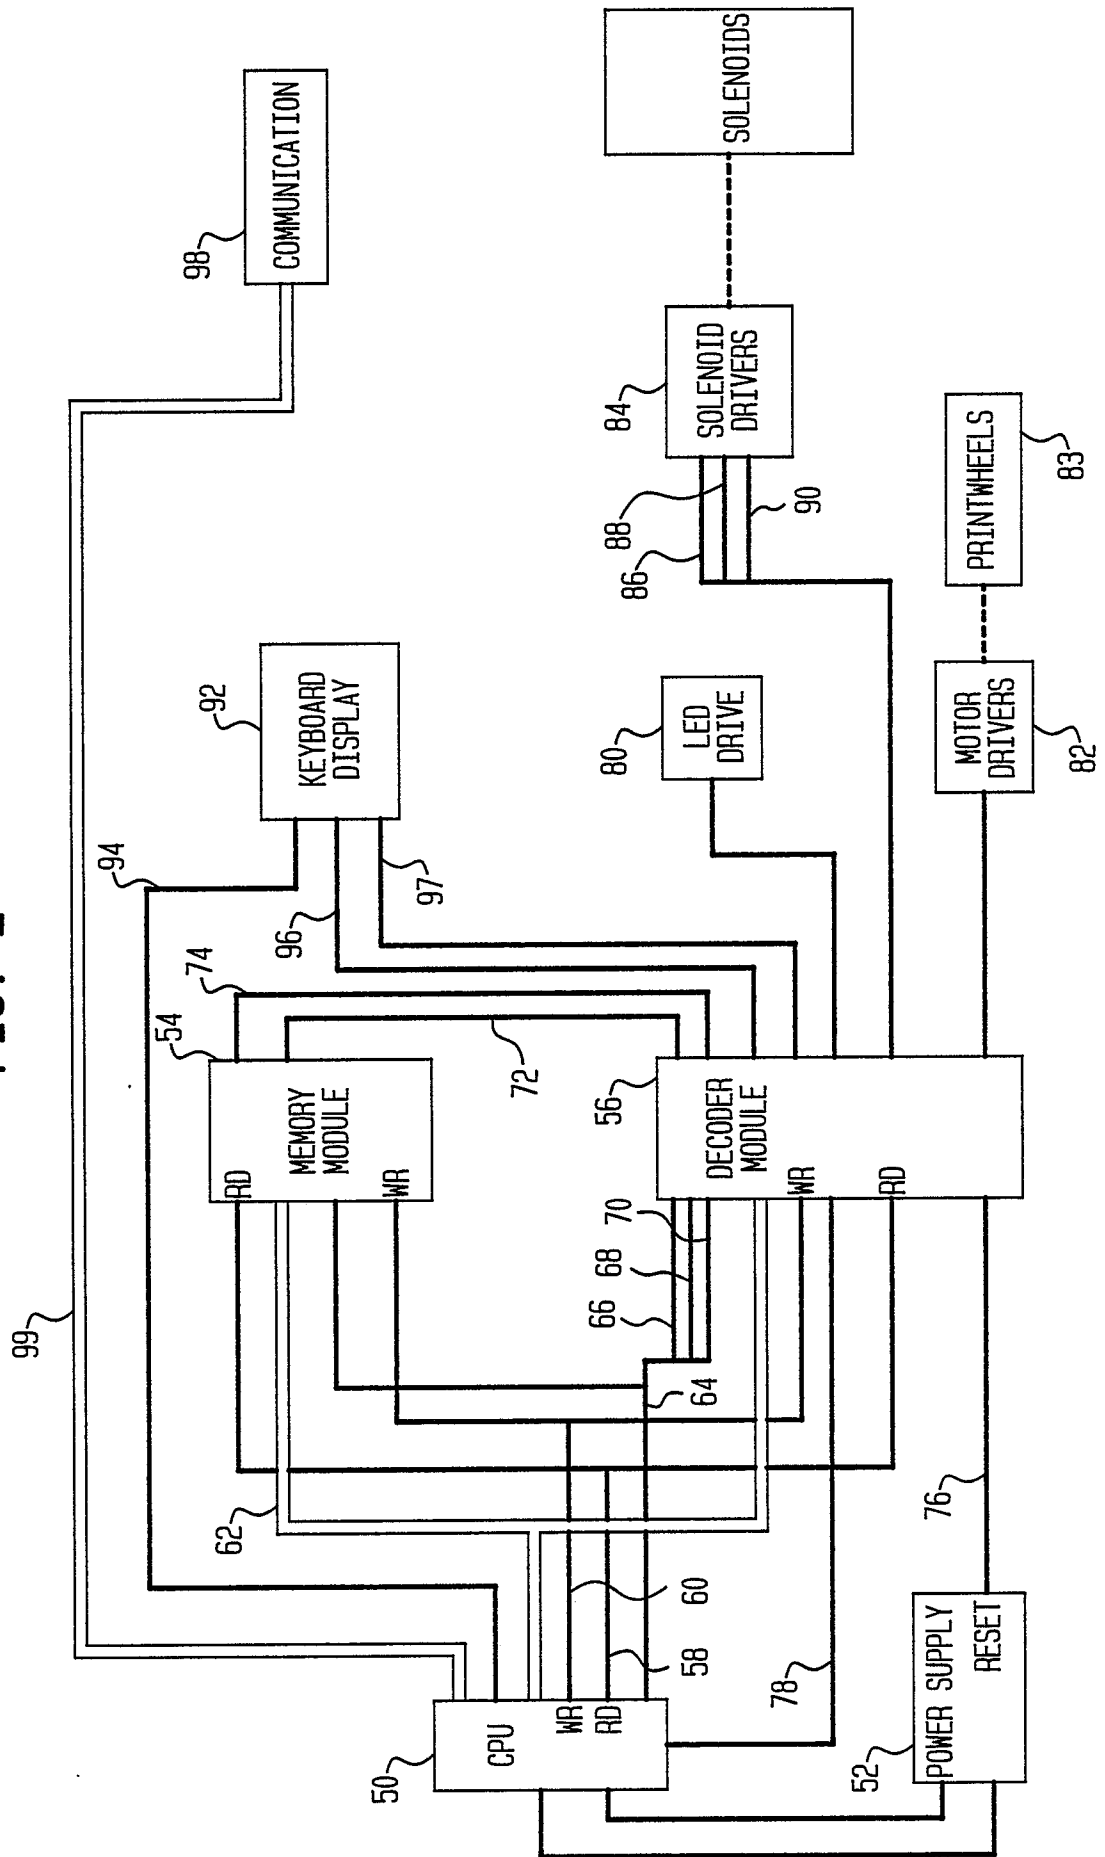 99
98
COMMUNICATION
94
92
KEYBOARD
DISPLAY
96
97
74
54
RD
MEMORY
MODULE
WR
72
62
50
CPU
WR
RD
60
58
64
66
68
70
56
DECODER
MODULE
WR
RD
80
LED
DRIVE
86
88
90
84
SOLENOID
DRIVERS
SOLENOIDS
78
76
52
POWER SUPPLY
RESET
MOTOR
DRIVERS
82
PRINTWHEELS
83